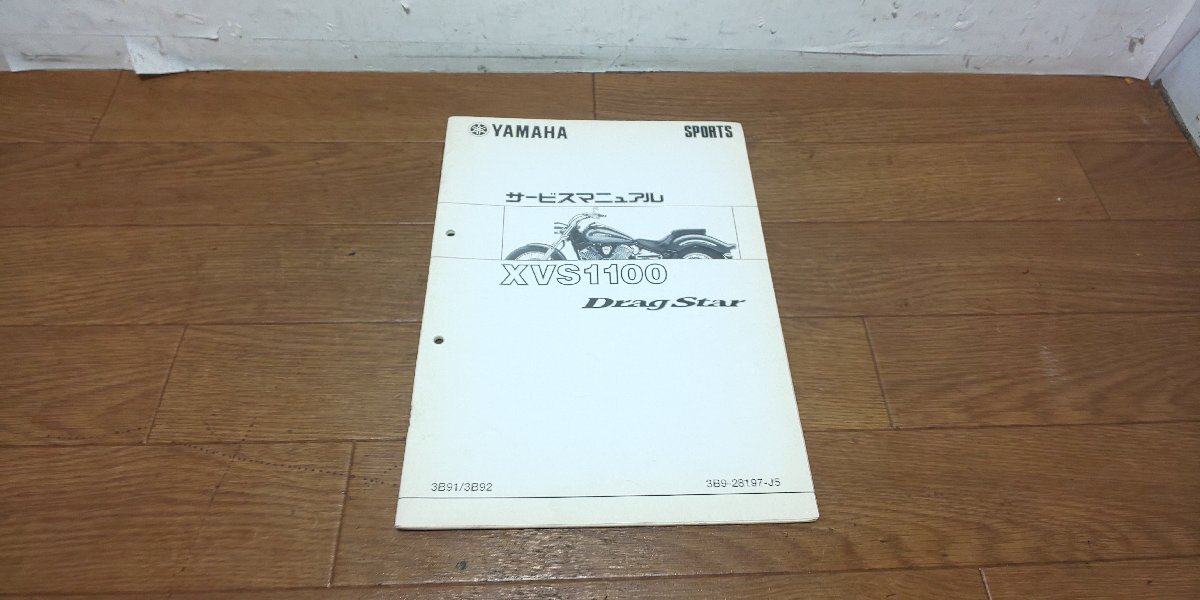 YAMAHA SPORTS
サービスマニュアル
XVS1100
Drag Star
3B91/3B92 3B9-28197-J5